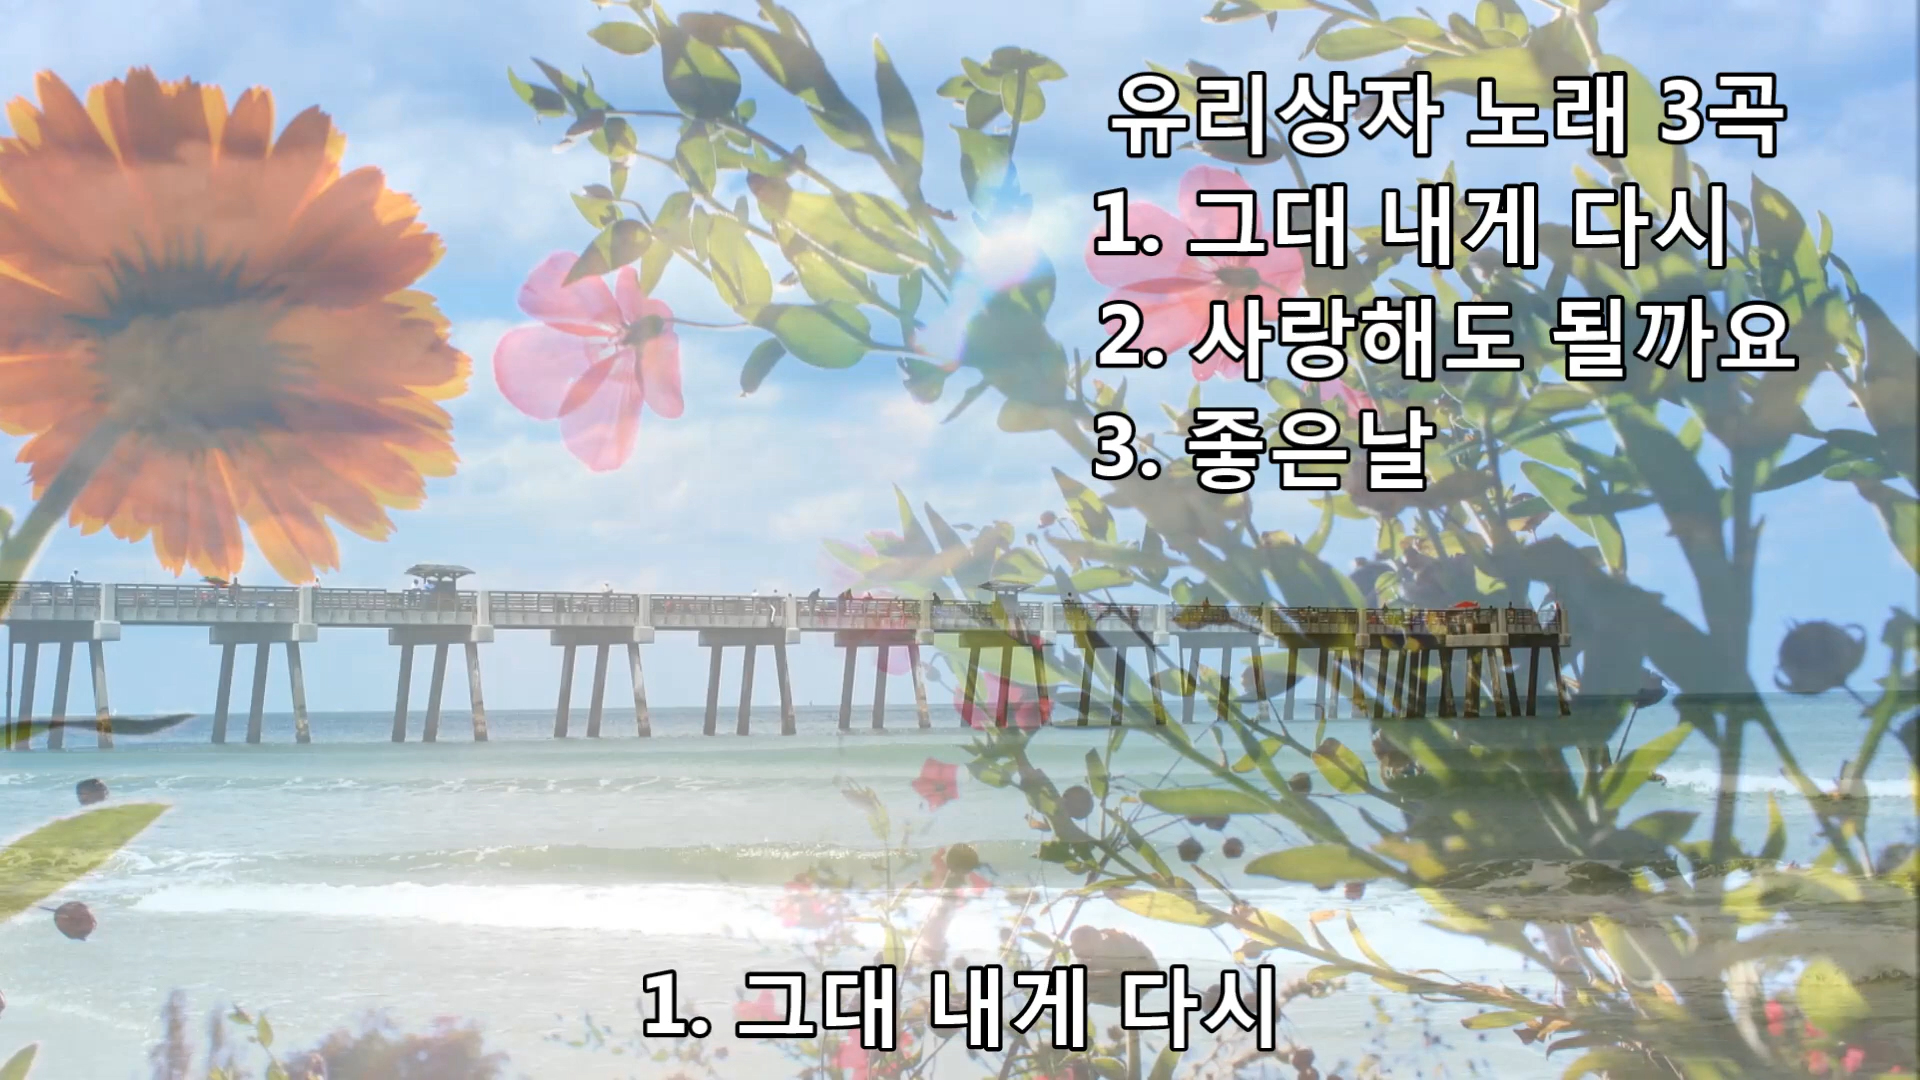 유리상자 노래 3곡
1. 그대 내게 다시
2. 사랑해도 될까요
3. 좋은날
1. 그대 내게 다시